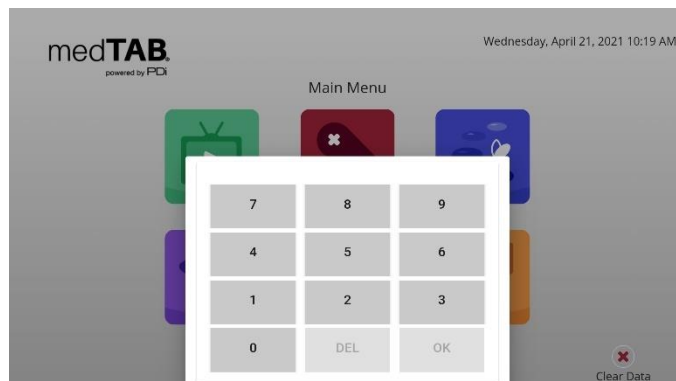 medTAB.
powered by PDi
Wednesday, April 21, 2021 10:19 AM
Main Menu
7 8 9
4 5 6
1 2 3
0 DEL OK
Clear Data